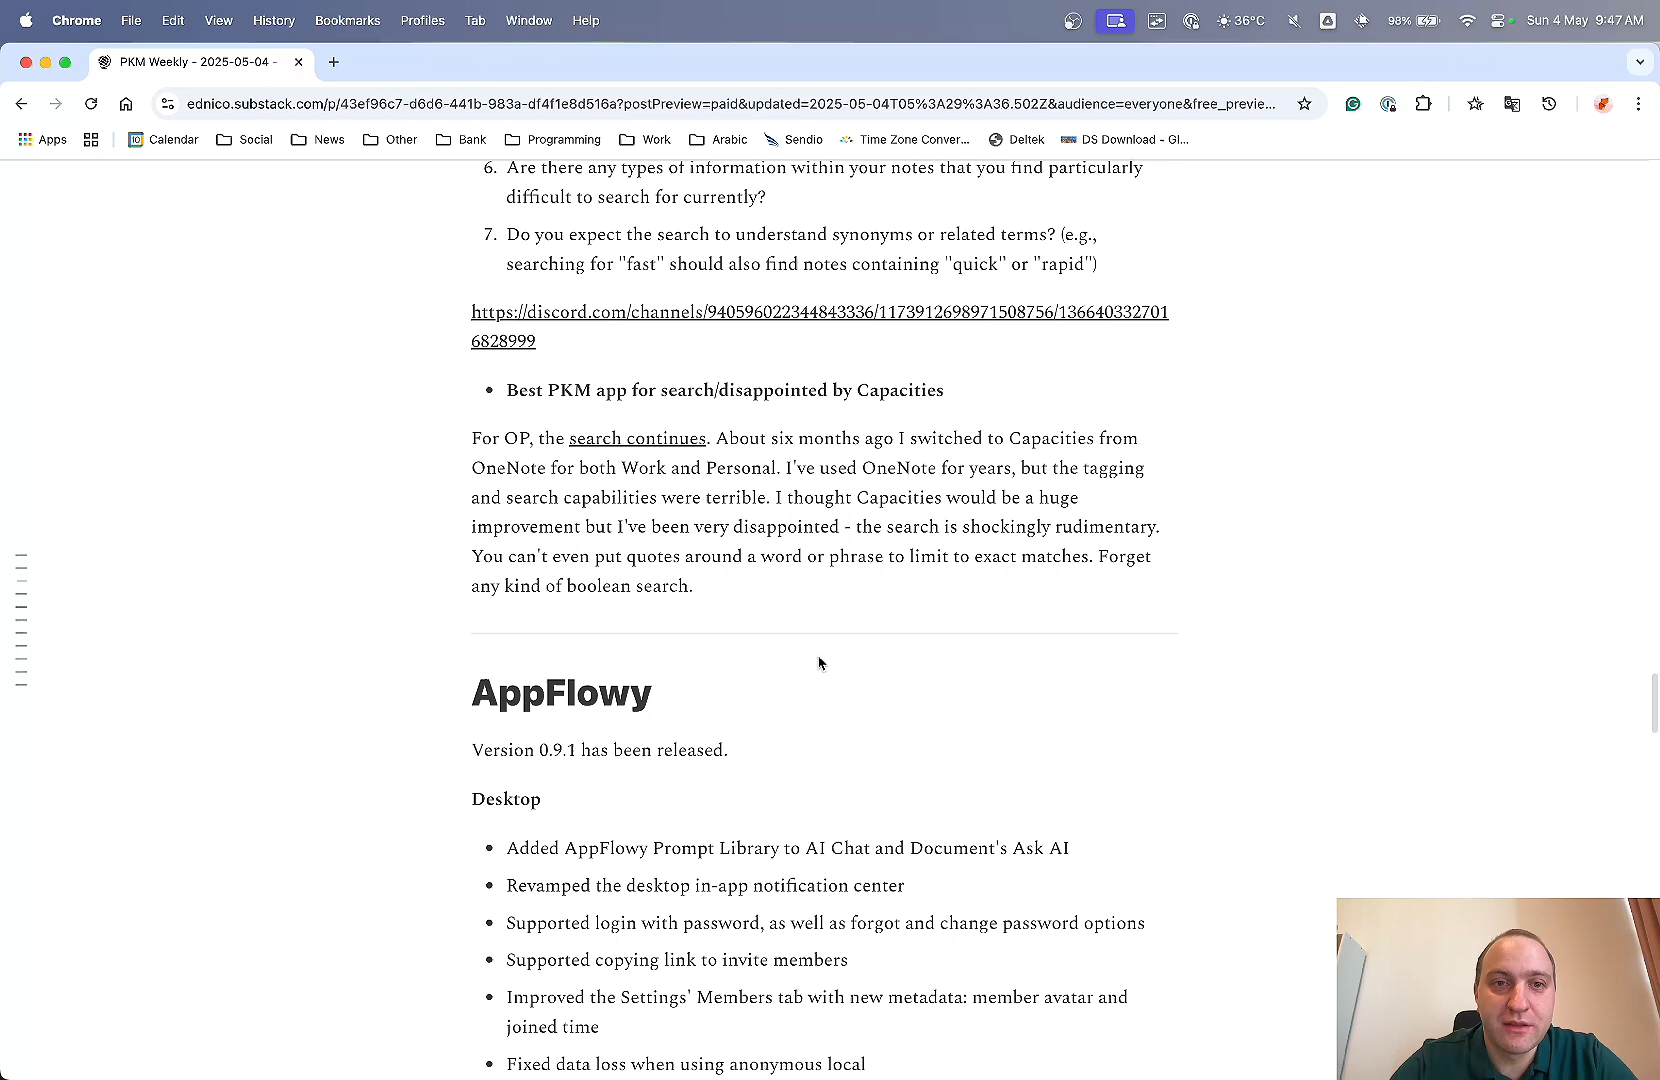 Chrome File Edit View History Bookmarks Profiles Tab Window Help 36°C 98% Sun 4 May 9:47 AM
PKM Weekly - 2025-05-04 -
ednico.substack.com/p/43ef96c7-d6d6-441b-983a-df4f1e8d516a?postPreview=paid&updated=2025-05-04T05%3A29%3A36.502Z&audience=everyone&free_previe...
Apps Calendar Social News Other Bank Programming Work Arabic Sendio Time Zone Conver... Deltek DS Download - Gl...
6. Are there any types of information within your notes that you find particularly
difficult to search for currently?
7. Do you expect the search to understand synonyms or related terms? (e.g.,
searching for "fast" should also find notes containing "quick" or "rapid")
https://discord.com/channels/940596022344843336/1173912698971508756/136640332701
6828999
• Best PKM app for search/disappointed by Capacities
For OP, the search continues. About six months ago I switched to Capacities from
OneNote for both Work and Personal. I've used OneNote for years, but the tagging
and search capabilities were terrible. I thought Capacities would be a huge
improvement but I've been very disappointed - the search is shockingly rudimentary.
You can't even put quotes around a word or phrase to limit to exact matches. Forget
any kind of boolean search.
AppFlowy
Version 0.9.1 has been released.
Desktop
• Added AppFlowy Prompt Library to AI Chat and Document's Ask AI
• Revamped the desktop in-app notification center
• Supported login with password, as well as forgot and change password options
• Supported copying link to invite members
• Improved the Settings' Members tab with new metadata: member avatar and
joined time
• Fixed data loss when using anonymous local